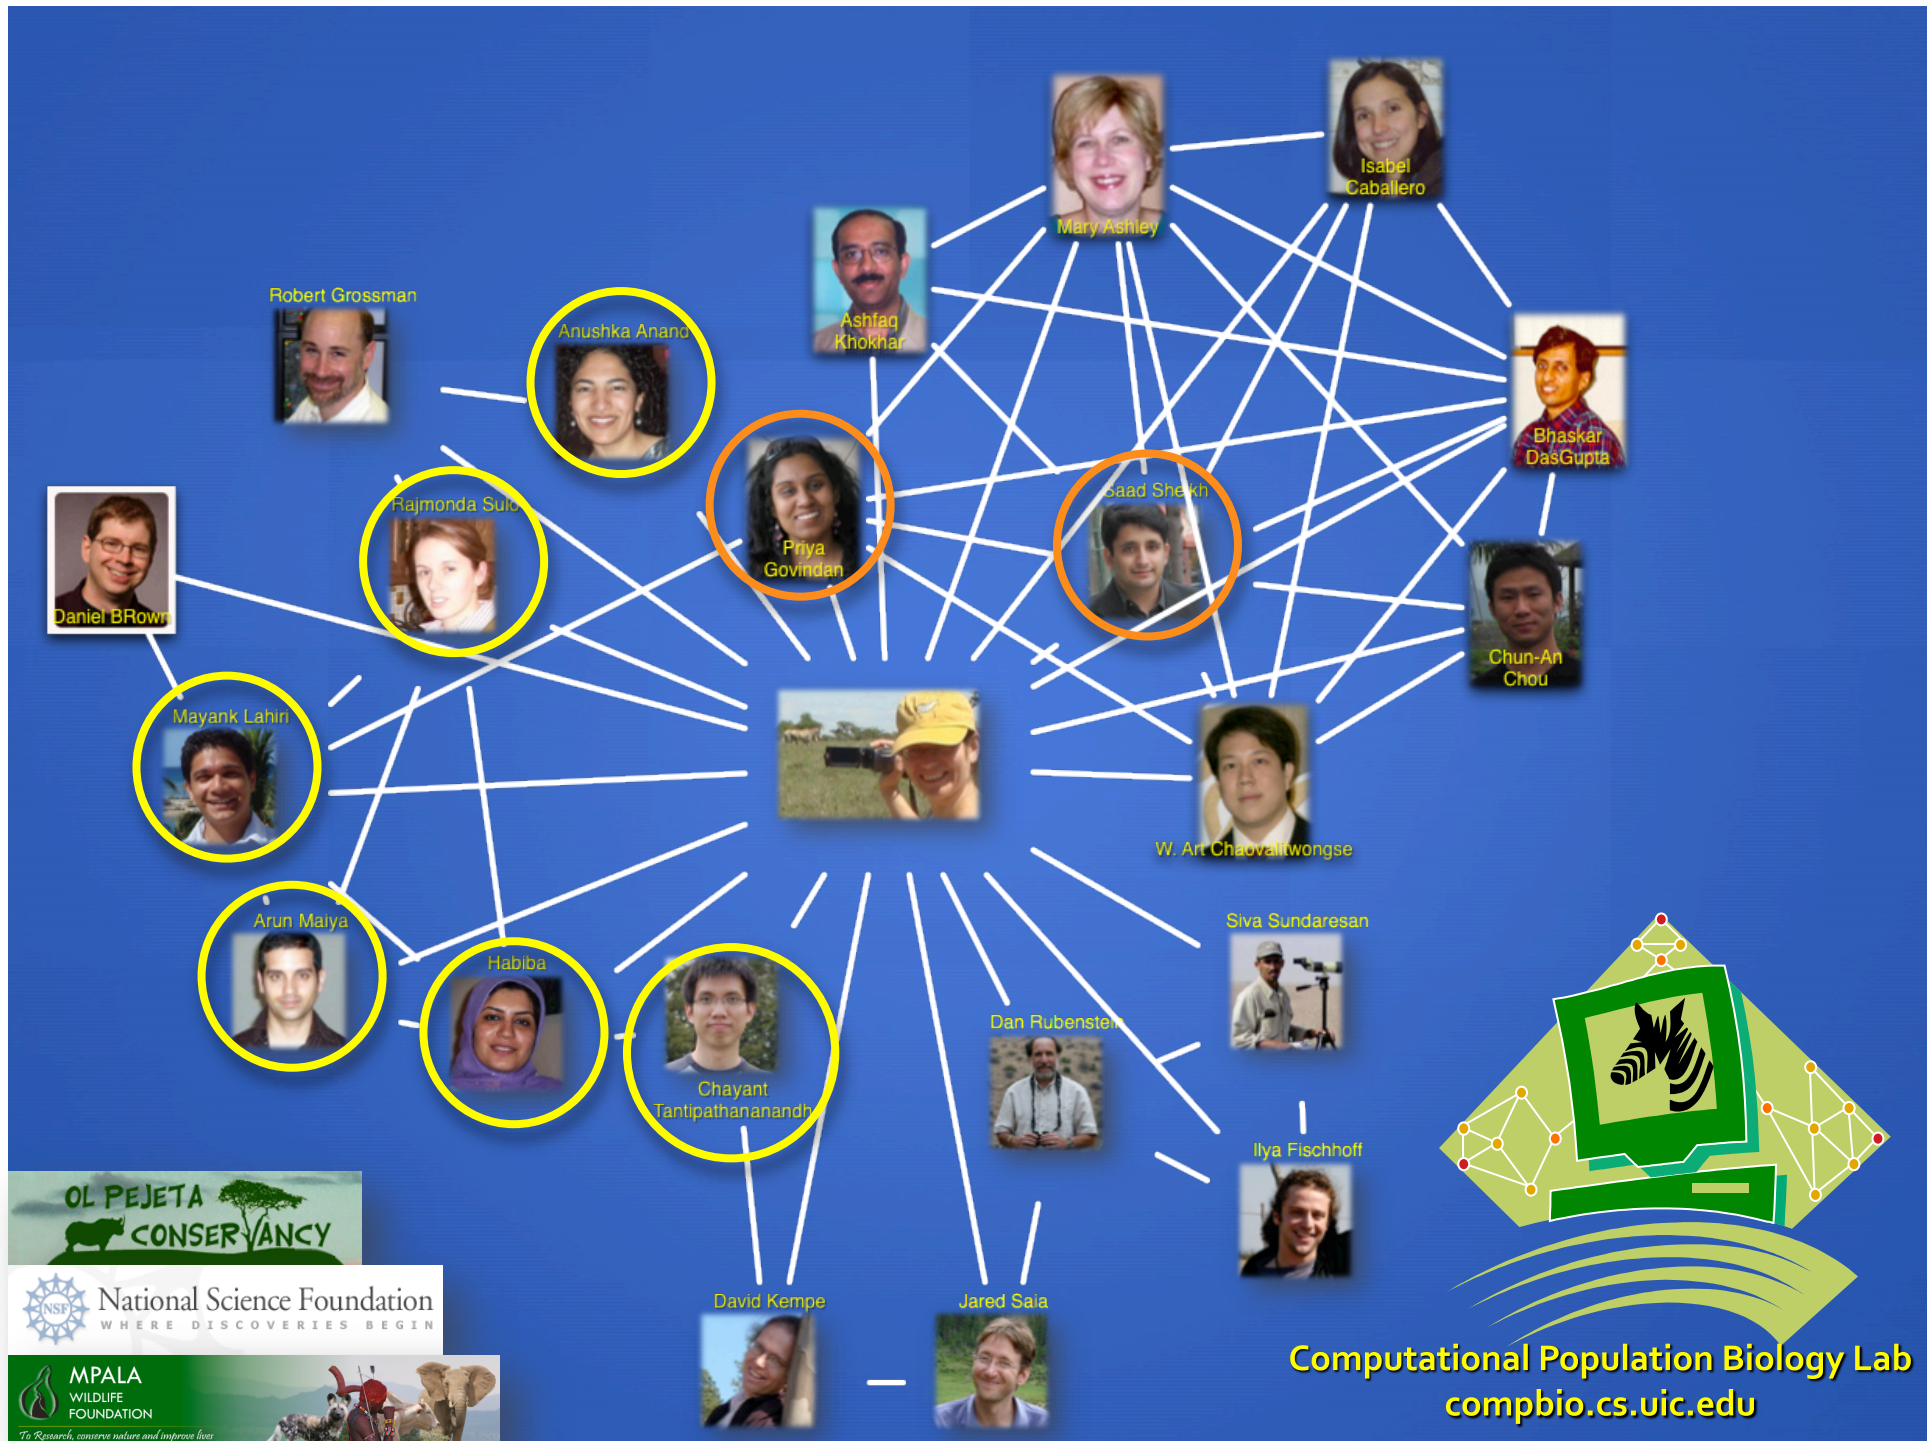 Isabel
Caballero
Mary Ashley
Ashfaq
Khokhar
Robert Grossman
Anushka Anand
Bhaskar
DasGupta
Rajmonda Sulo
Saad Sheikh
Priya
Govindan
Daniel BRown
Chun-An
Chou
Mayank Lahiri
W. Art Chaovalitwongse
Arun Maiya
Siva Sundaresan
Habiba
Dan Rubenstein
Chayant
Tantipathananandh
Ilya Fischhoff
David Kempe
Jared Saia
OL PEJETA
CONSERVANCY
NSF
National Science Foundation
WHERE DISCOVERIES BEGIN
MPALA
WILDLIFE
FOUNDATION
To Research, conserve nature and improve lives
Computational Population Biology Lab
compbio.cs.uic.edu